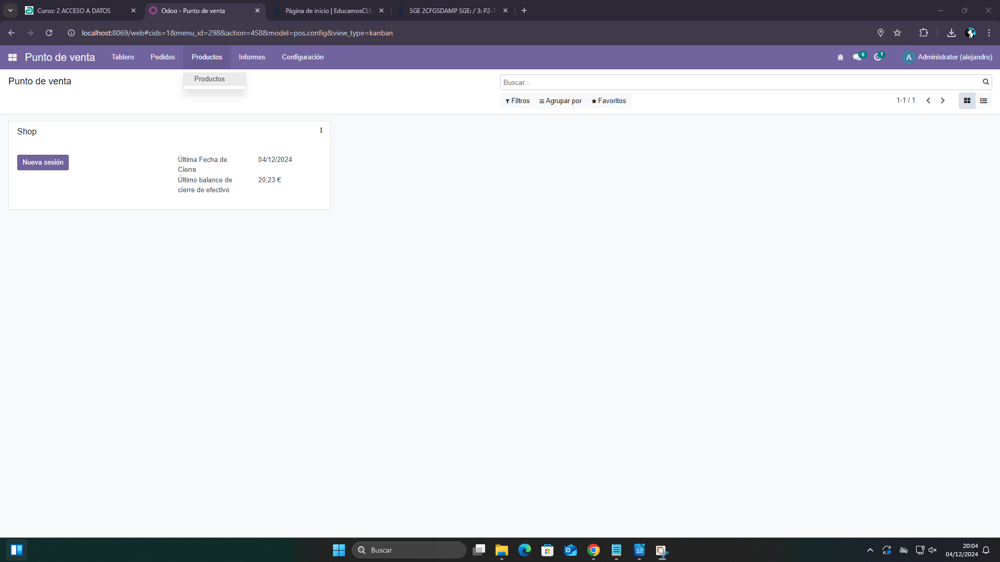 Curso: 2 ACCESO A DATOS
Odoo - Punto de venta
Página de inicio | EducamosCLM
SGE 2CFGSDAMP SGE: / 3: P2-T
localhost:8069/web#cids=1&menu_id=298&action=458&model=pos.config&view_type=kanban
Punto de venta
Tablero
Pedidos
Productos
Informes
Configuración
6
1
A
Administrator (alejandro)
Punto de venta
Productos
Buscar...
Filtros
Agrupar por
Favoritos
1-1 / 1
Shop
Nueva sesión
Última Fecha de
Cierre
04/12/2024
Último balance de
cierre de efectivo
20,23 €
Buscar
20:04
04/12/2024